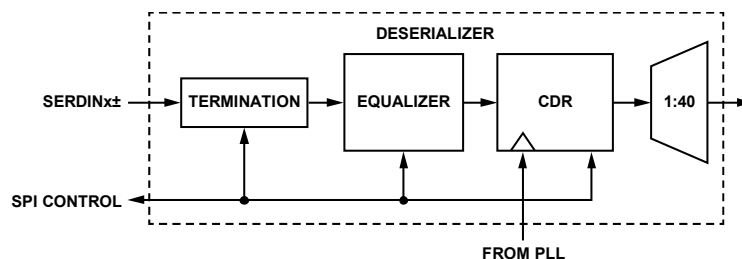 DESERIALIZER
SERDINx±
TERMINATION
EQUALIZER
CDR
1:40
SPI CONTROL
FROM PLL